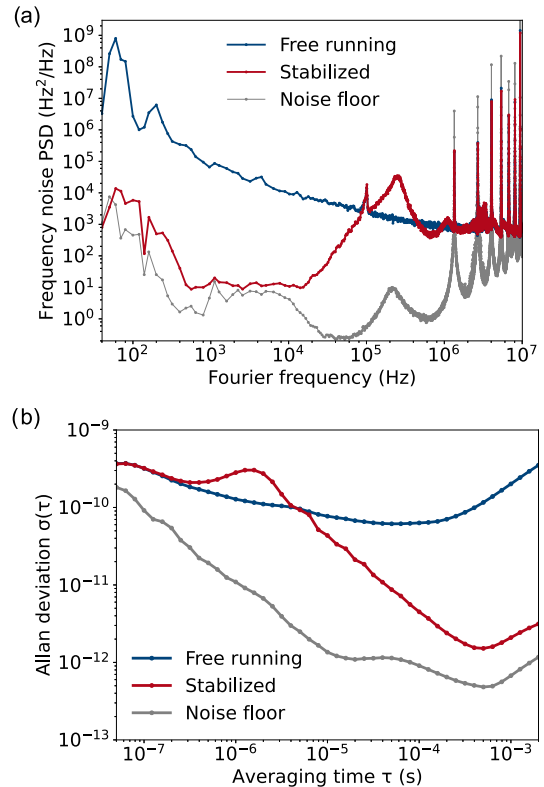 (a)
Frequency noise PSD (Hz²/Hz)
10⁹
10⁸
10⁷
10⁶
10⁵
10⁴
10³
10²
10¹
10⁰
Free running
Stabilized
Noise floor
10² 10³ 10⁴ 10⁵ 10⁶ 10⁷
Fourier frequency (Hz)
(b)
Allan deviation σ(τ)
10⁻⁹
10⁻¹⁰
10⁻¹¹
10⁻¹²
10⁻¹³
Free running
Stabilized
Noise floor
10⁻⁷ 10⁻⁶ 10⁻⁵ 10⁻⁴ 10⁻³
Averaging time τ (s)